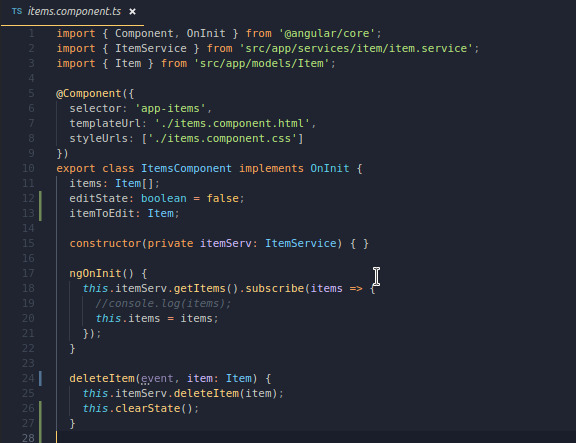 TS items.component.ts ×
1 import { Component, OnInit } from '@angular/core';
2 import { ItemService } from 'src/app/services/item/item.service';
3 import { Item } from 'src/app/models/Item';
4
5 @Component({
6 selector: 'app-items',
7 templateUrl: './items.component.html',
8 styleUrls: ['./items.component.css']
9 })
10 export class ItemsComponent implements OnInit {
11 items: Item[];
12 editState: boolean = false;
13 itemToEdit: Item;
14
15 constructor(private itemServ: ItemService) { }
16
17 ngOnInit() {
18 this.itemServ.getItems().subscribe(items => {
19 //console.log(items);
20 this.items = items;
21 });
22 }
23
24 deleteItem(event, item: Item) {
25 this.itemServ.deleteItem(item);
26 this.clearState();
27 }
28